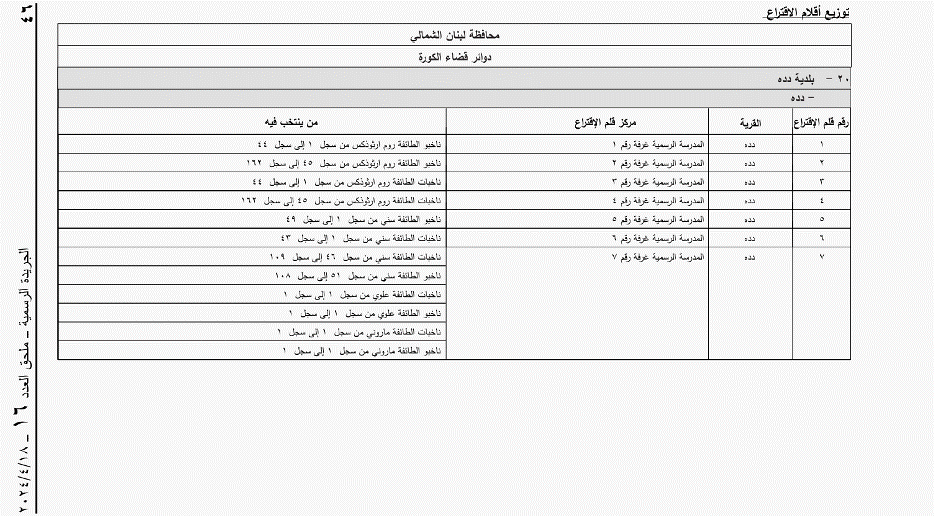 توزيع أقلام الاقتراع
محافظة لبنان الشمالي
دوائر قضاء الكورة
٢٠ - بلدية دده
- دده
رقم قلم الإقتراع القرية مركز قلم الإقتراع من ينتخب فيه
١ دده المدرسة الرسمية غرفة رقم ١ ناخبو الطائفة روم ارثوذكس من سجل ١ إلى سجل ٤٤
٢ دده المدرسة الرسمية غرفة رقم ٢ ناخبو الطائفة روم ارثوذكس من سجل ٤٥ إلى سجل ١٦٢
٣ دده المدرسة الرسمية غرفة رقم ٣ ناخبات الطائفة روم ارثوذكس من سجل ١ إلى سجل ٤٤
٤ دده المدرسة الرسمية غرفة رقم ٤ ناخبات الطائفة روم ارثوذكس من سجل ٤٥ إلى سجل ١٦٢
٥ دده المدرسة الرسمية غرفة رقم ٥ ناخبو الطائفة سني من سجل ١ إلى سجل ٤٩
٦ دده المدرسة الرسمية غرفة رقم ٦ ناخبات الطائفة سني من سجل ١ إلى سجل ٤٣
٧ دده المدرسة الرسمية غرفة رقم ٧ ناخبات الطائفة سني من سجل ٤٦ إلى سجل ١٠٩
ناخبو الطائفة سني من سجل ٥١ إلى سجل ١٠٨
ناخبات الطائفة علوي من سجل ١ إلى سجل ١
ناخبو الطائفة علوي من سجل ١ إلى سجل ١
ناخبات الطائفة ماروني من سجل ١ إلى سجل ١
ناخبو الطائفة ماروني من سجل ١ إلى سجل ١
٤٦
الجريدة الرسمية - ملحق العدد ١٦ - ٢٠٢٤/٤/١٨